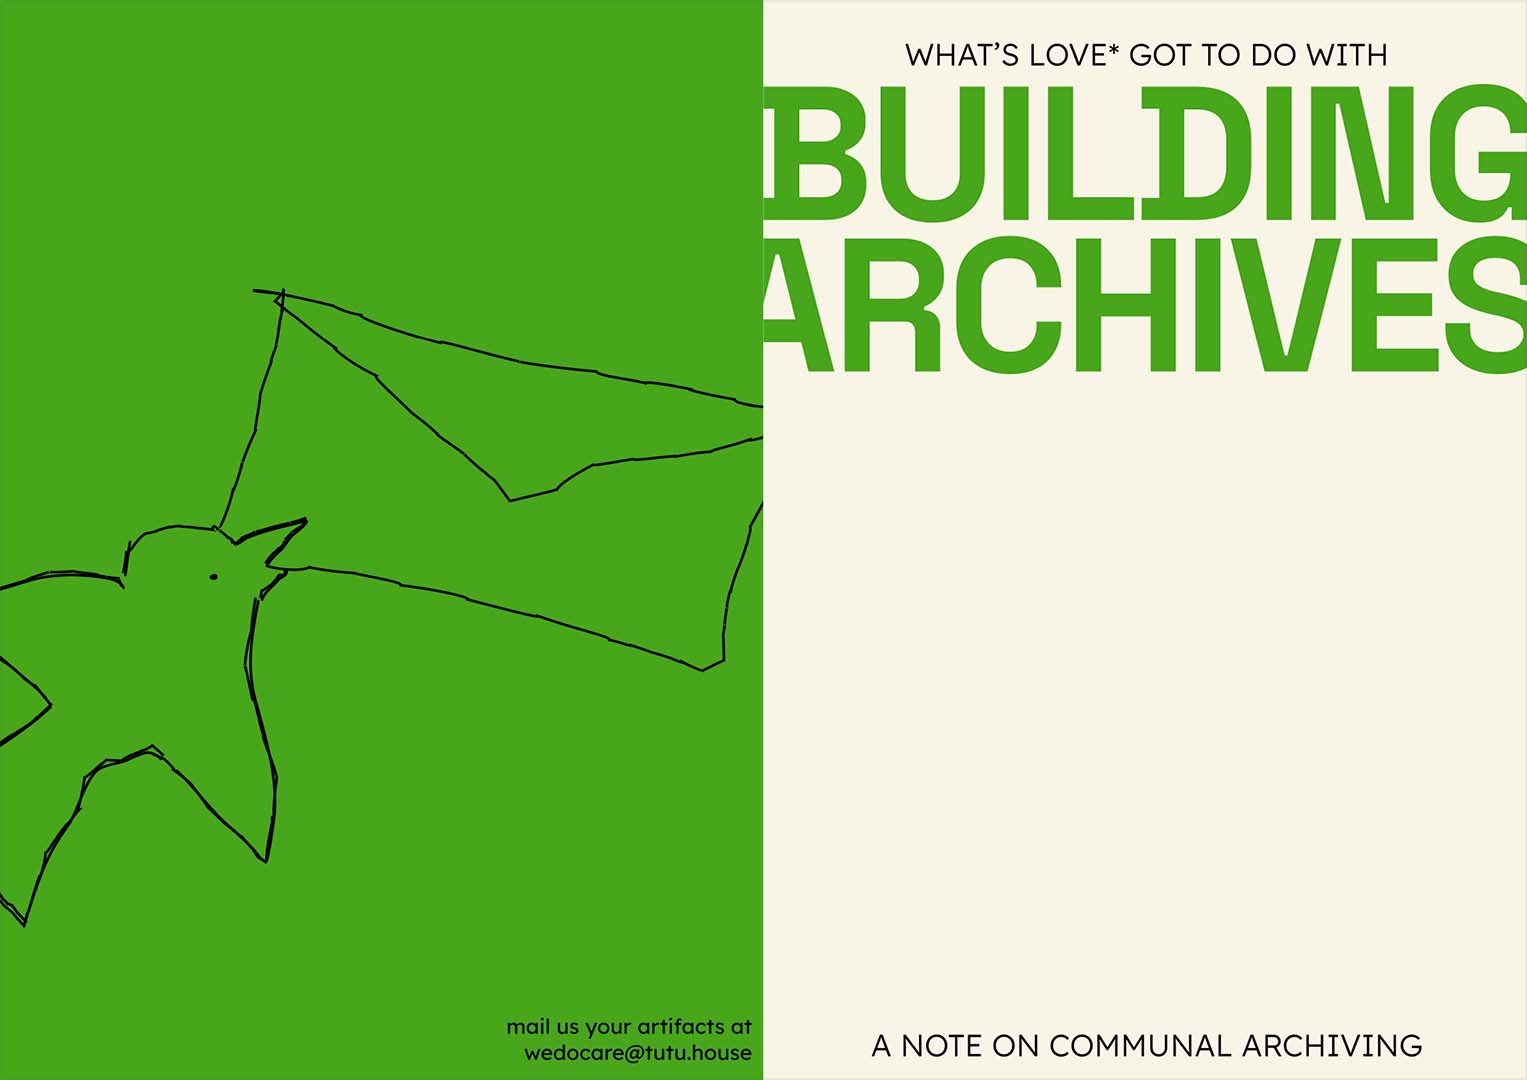 WHAT'S LOVE* GOT TO DO WITH
BUILDING
ARCHIVES
A NOTE ON COMMUNAL ARCHIVING
mail us your artifacts at
wedocare@tutu.house